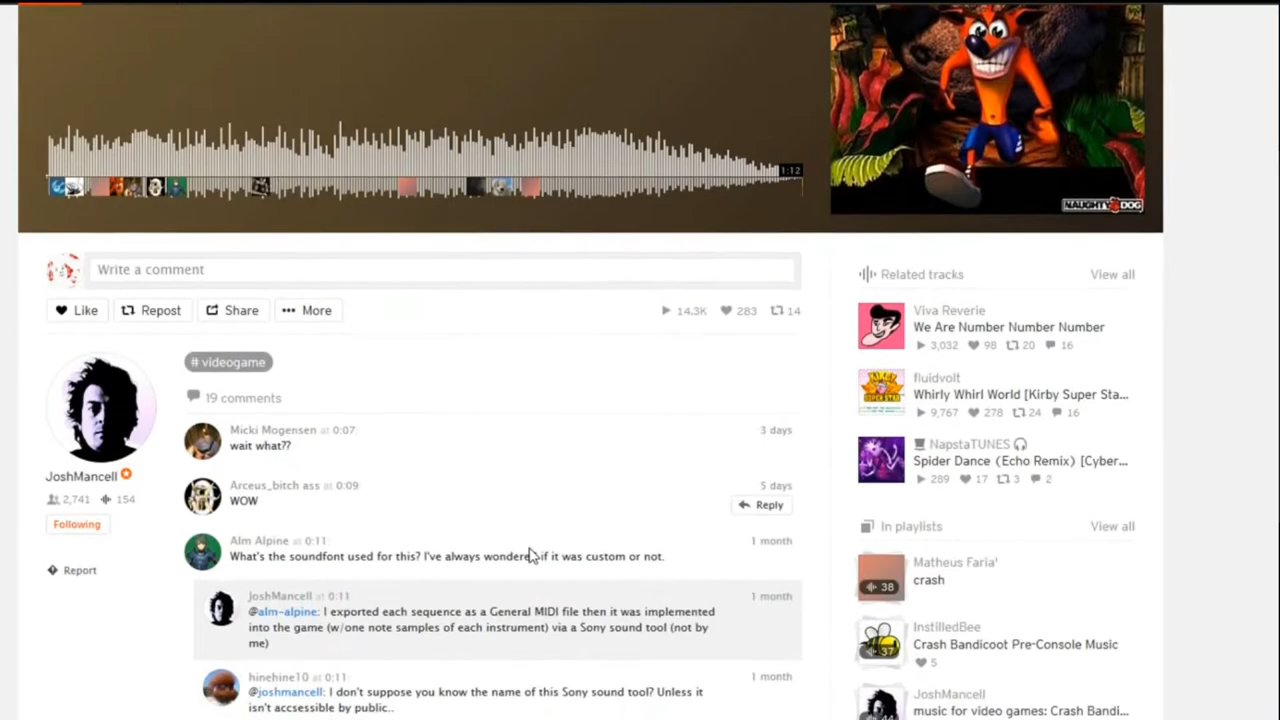 1:12
NAUGHTY DOG
Write a comment
Like Repost Share More 14.3K 283 14
# videogame
19 comments
JoshMancell
2,741 154
Following
Report
Micki Mogensen at 0:07 3 days
wait what??
Arceus_bitch ass at 0:09 5 days
WOW
Reply
Alm Alpine at 0:11 1 month
What's the soundfont used for this? I've always wondere if it was custom or not.
JoshMancell at 0:11 1 month
@alm-alpine: I exported each sequence as a General MIDI file then it was implemented
into the game (w/one note samples of each instrument) via a Sony sound tool (not by
me)
hinehine10 at 0:11 1 month
@joshmancell: I don't suppose you know the name of this Sony sound tool? Unless it
isn't accsessible by public..
Related tracks View all
Viva Reverie
We Are Number Number Number
3,032 98 20 16
fluidvolt
Whirly Whirl World [Kirby Super Sta...
9,767 278 24 16
NapstaTUNES
Spider Dance (Echo Remix) [Cyber...
289 17 3 2
In playlists View all
Matheus Faria'
crash
38
InstilledBee
Crash Bandicoot Pre-Console Music
37
5
JoshMancell
music for video games: Crash Bandi...